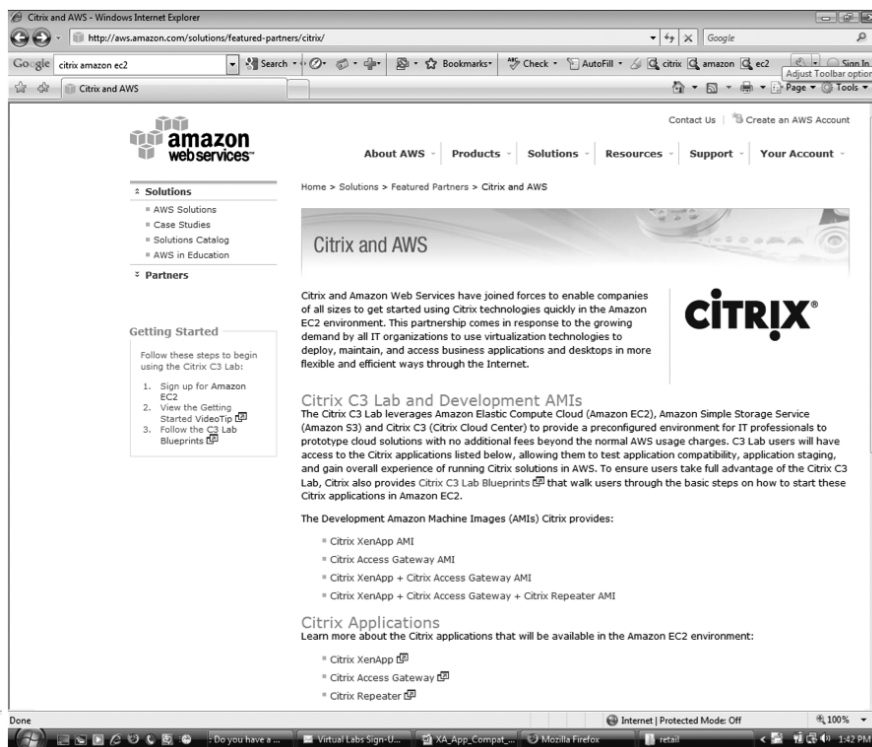 Citrix and AWS - Windows Internet Explorer
http://aws.amazon.com/solutions/featured-partners/citrix/
Google
Google
citrix amazon ec2
Search
Bookmarks
Check
AutoFill
citrix
amazon
ec2
Sign In
Adjust Toolbar option
Citrix and AWS
Page
Tools
Contact Us
Create an AWS Account
amazon
web services™
About AWS
Products
Solutions
Resources
Support
Your Account
Solutions
AWS Solutions
Case Studies
Solutions Catalog
AWS in Education
Partners
Getting Started
Follow these steps to begin
using the Citrix C3 Lab:
1. Sign up for Amazon
EC2
2. View the Getting
Started VideoTip
3. Follow the C3 Lab
Blueprints
Home > Solutions > Featured Partners > Citrix and AWS
Citrix and AWS
Citrix and Amazon Web Services have joined forces to enable companies
of all sizes to get started using Citrix technologies quickly in the Amazon
EC2 environment. This partnership comes in response to the growing
demand by all IT organizations to use virtualization technologies to
deploy, maintain, and access business applications and desktops in more
flexible and efficient ways through the Internet.
CİTRIX®
Citrix C3 Lab and Development AMIs
The Citrix C3 Lab leverages Amazon Elastic Compute Cloud (Amazon EC2), Amazon Simple Storage Service
(Amazon S3) and Citrix C3 (Citrix Cloud Center) to provide a preconfigured environment for IT professionals to
prototype cloud solutions with no additional fees beyond the normal AWS usage charges. C3 Lab users will have
access to the Citrix applications listed below, allowing them to test application compatibility, application staging,
and gain overall experience of running Citrix solutions in AWS. To ensure users take full advantage of the Citrix C3
Lab, Citrix also provides Citrix C3 Lab Blueprints that walk users through the basic steps on how to start these
Citrix applications in Amazon EC2.
The Development Amazon Machine Images (AMIs) Citrix provides:
Citrix XenApp AMI
Citrix Access Gateway AMI
Citrix XenApp + Citrix Access Gateway AMI
Citrix XenApp + Citrix Access Gateway + Citrix Repeater AMI
Citrix Applications
Learn more about the Citrix applications that will be available in the Amazon EC2 environment:
Citrix XenApp
Citrix Access Gateway
Citrix Repeater
Done
Internet | Protected Mode: Off
100%
Do you have a ...
Virtual Labs Sign-U...
XA_App_Compat_...
Mozilla Firefox
retail
1:42 PM